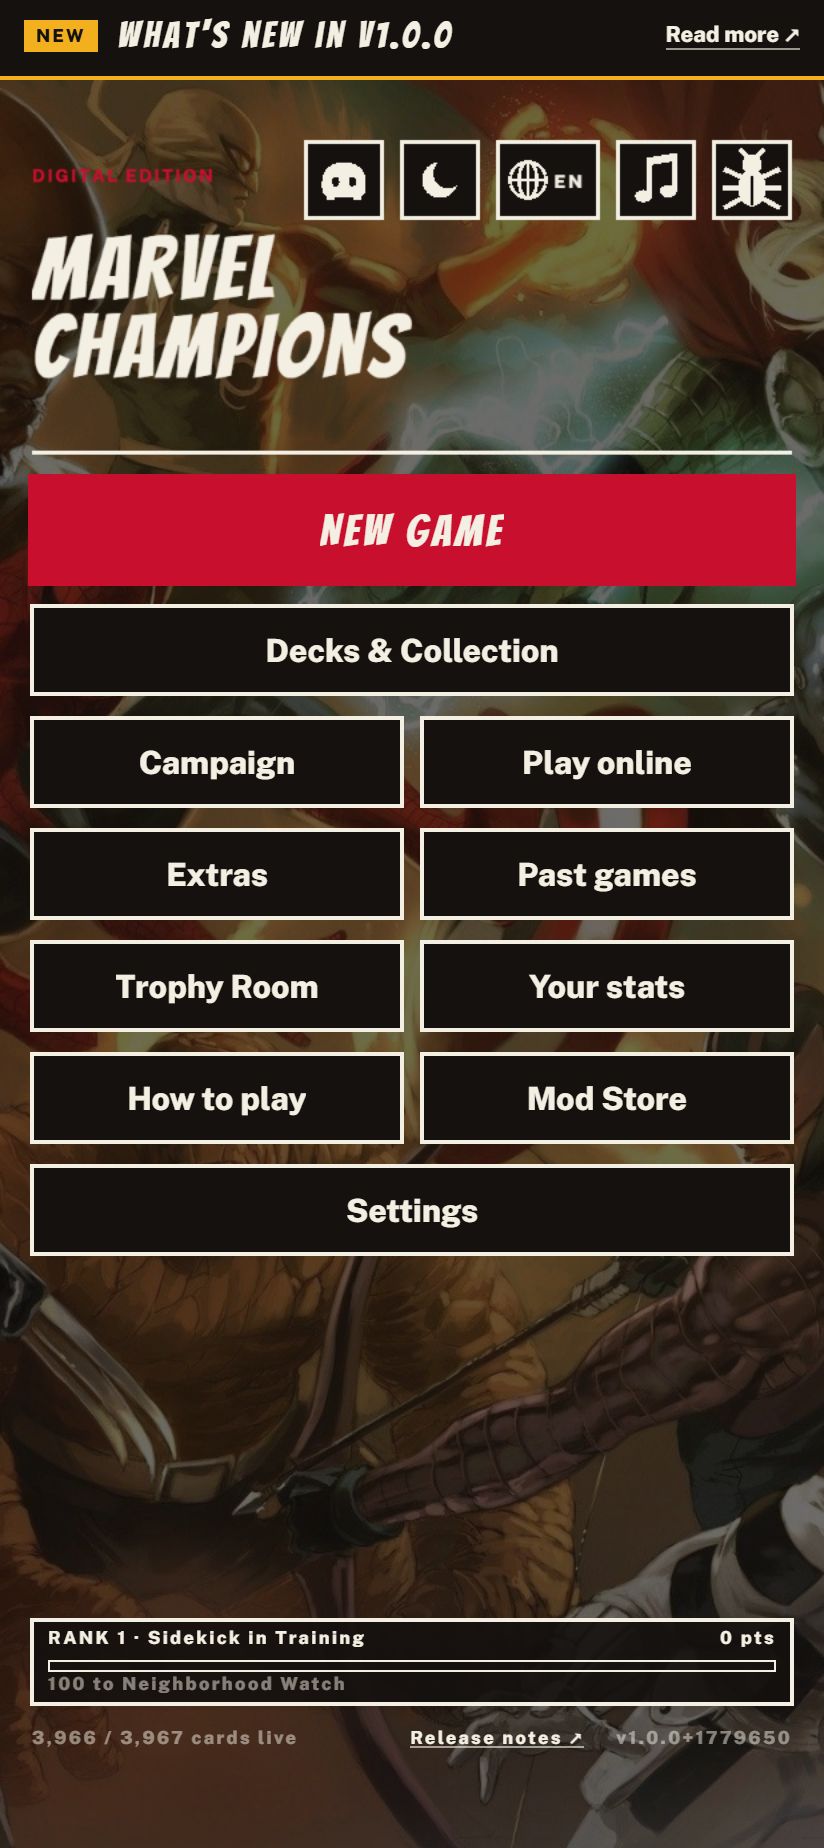 NEW WHAT'S NEW IN V1.0.0 Read more ↗
DIGITAL EDITION
EN
MARVEL
CHAMPIONS
NEW GAME
Decks & Collection
Campaign Play online
Extras Past games
Trophy Room Your stats
How to play Mod Store
Settings
RANK 1 · Sidekick in Training 0 pts
100 to Neighborhood Watch
3,966 / 3,967 cards live Release notes ↗ v1.0.0+1779650